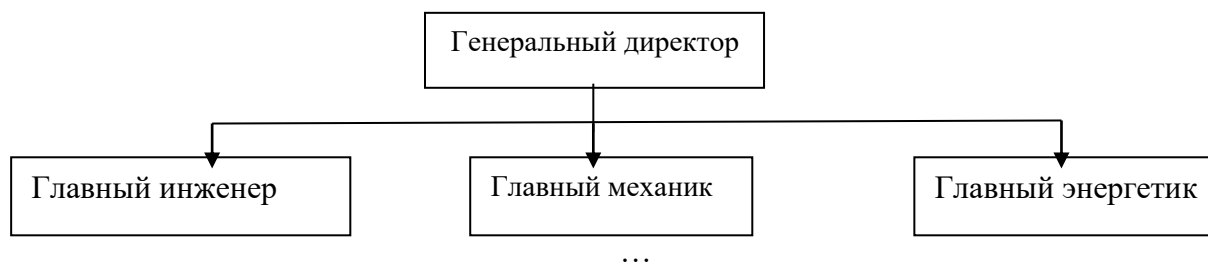 Генеральный директор
Главный инженер
Главный механик
Главный энергетик
…